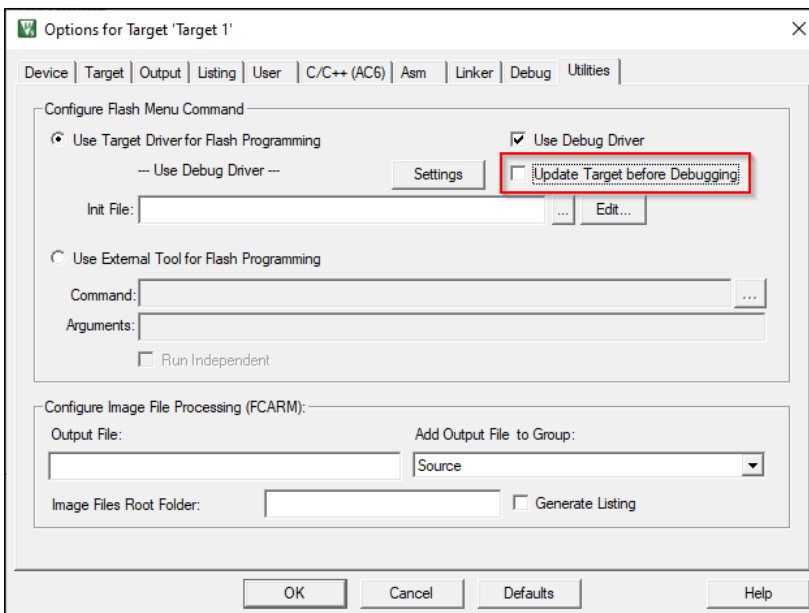 Options for Target 'Target 1'
Device Target Output Listing User C/C++ (AC6) Asm Linker Debug Utilities
Configure Flash Menu Command
Use Target Driver for Flash Programming Use Debug Driver
--- Use Debug Driver --- Settings Update Target before Debugging
Init File: ... Edit...
Use External Tool for Flash Programming
Command: ...
Arguments:
Run Independent
Configure Image File Processing (FCARM):
Output File: Add Output File to Group:
Source
Image Files Root Folder: Generate Listing
OK Cancel Defaults Help